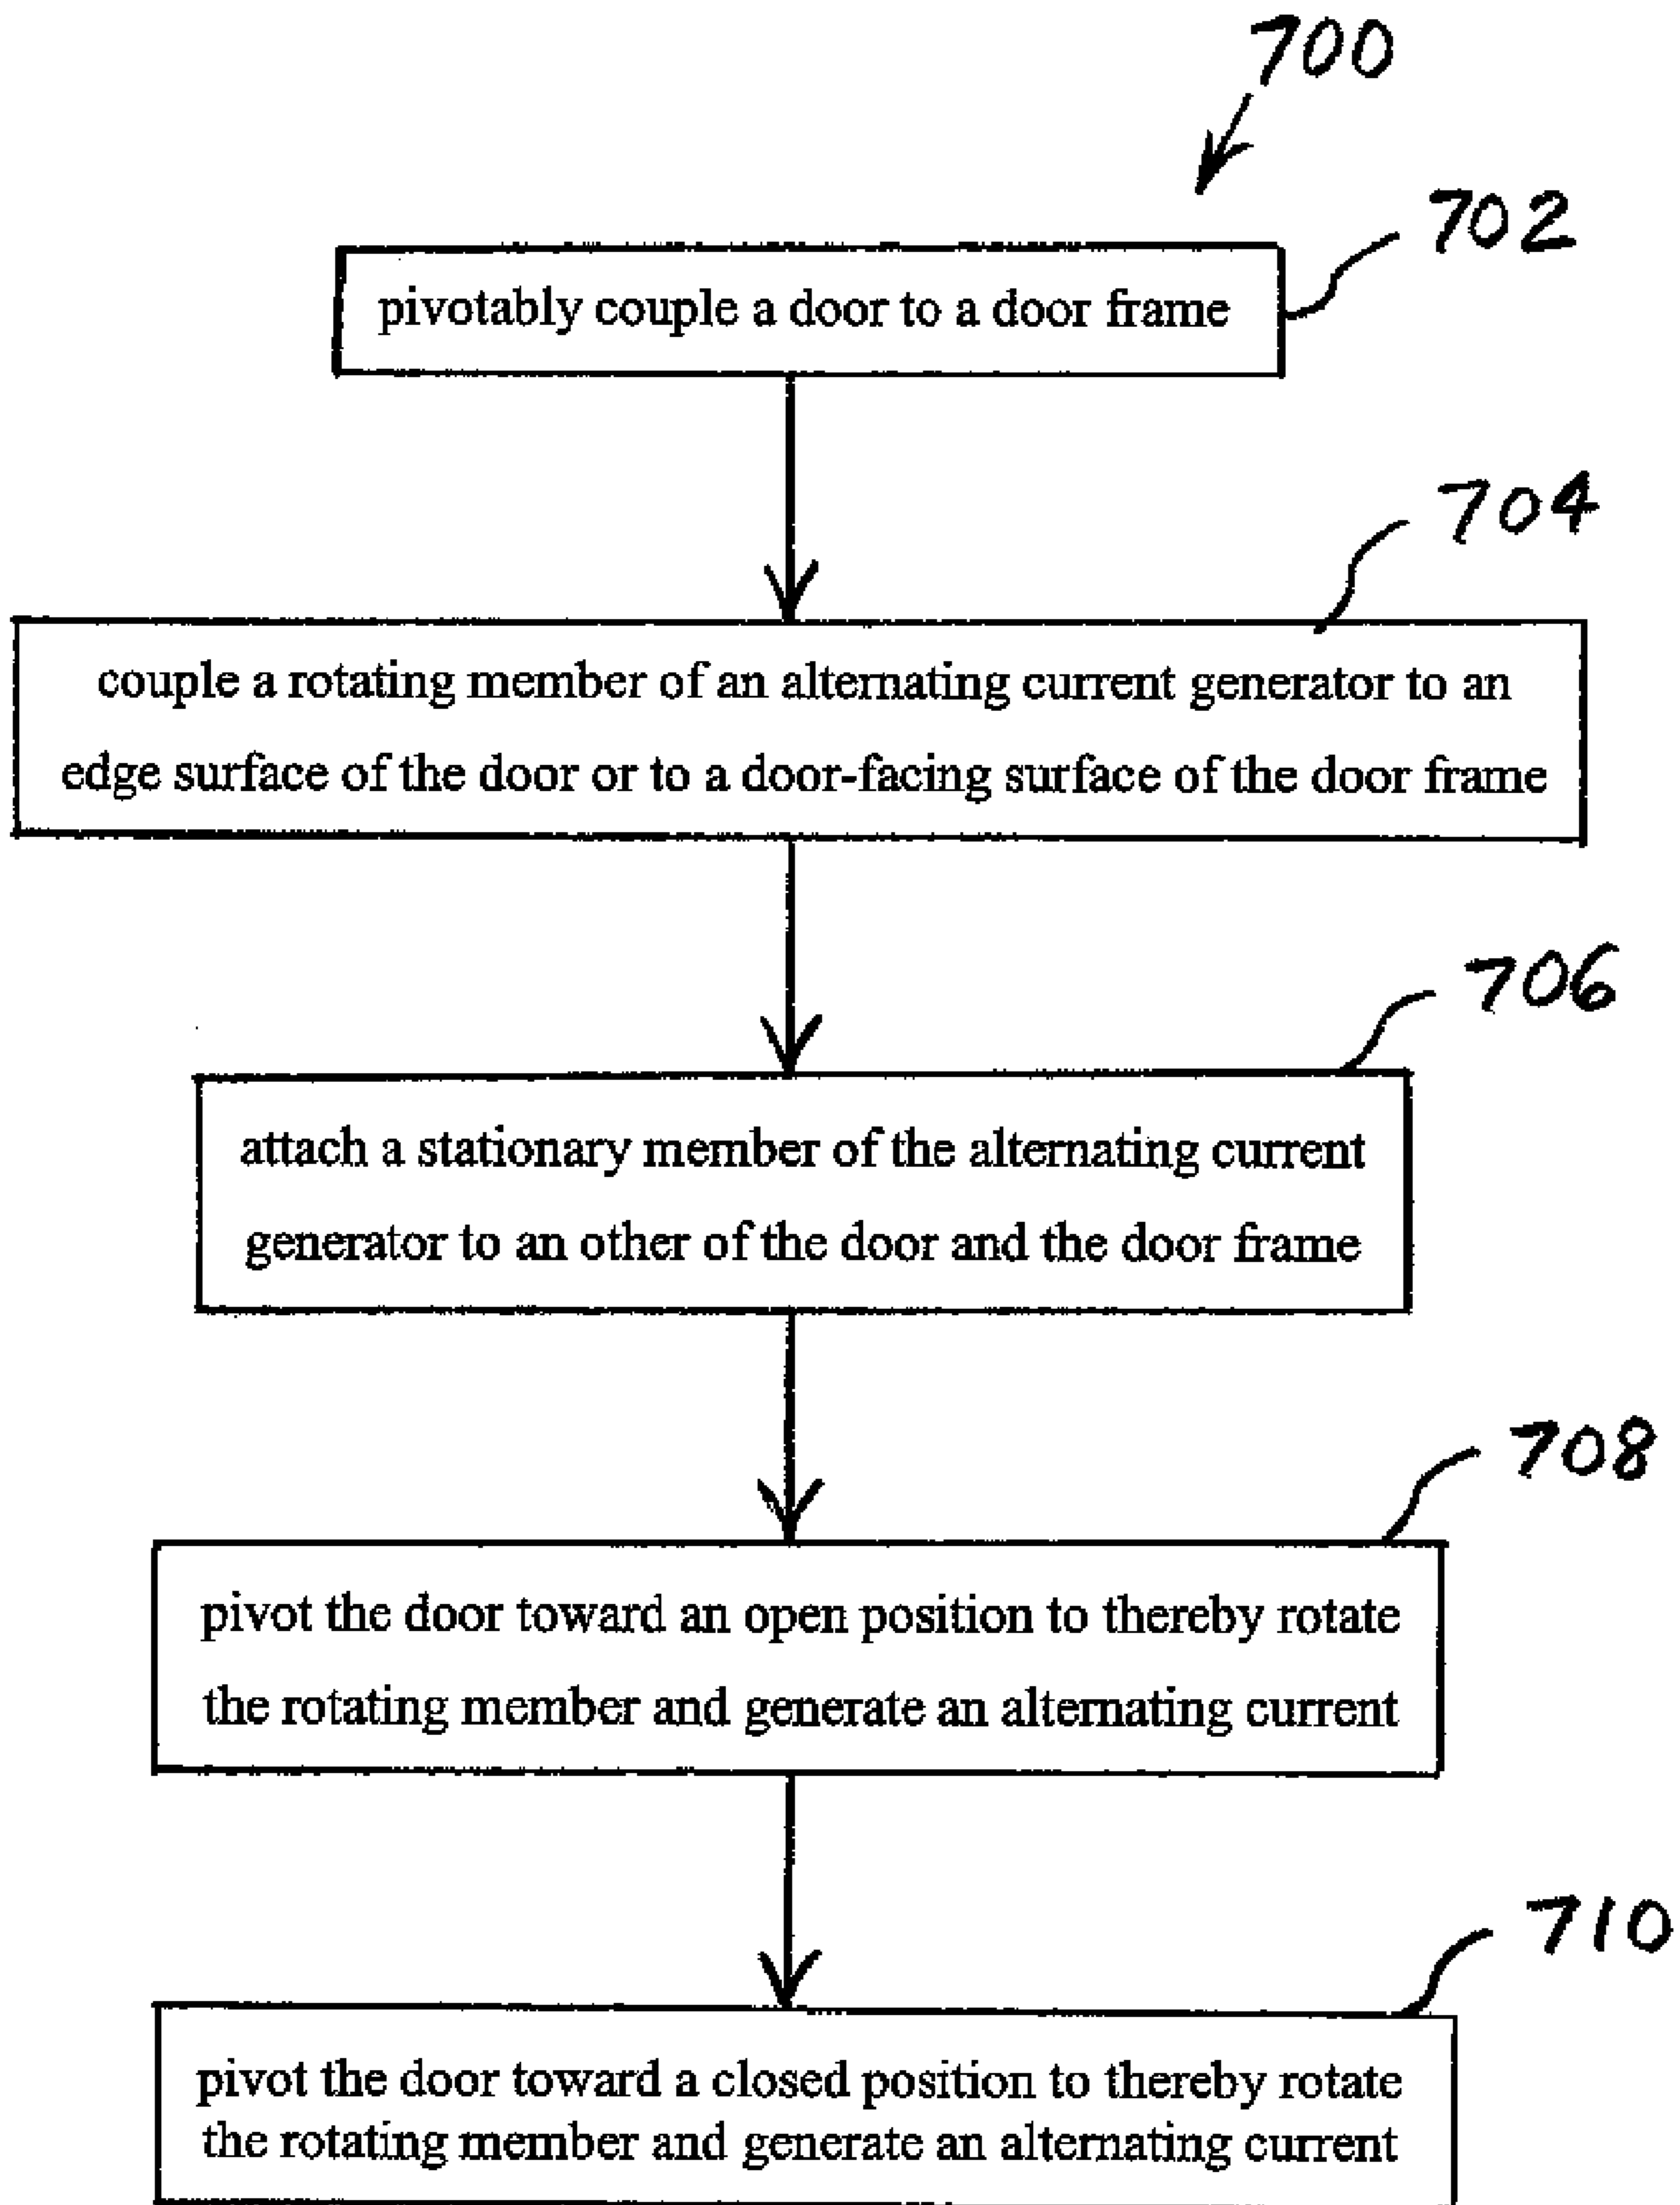 700
702
pivotably couple a door to a door frame
704
couple a rotating member of an alternating current generator to an
edge surface of the door or to a door-facing surface of the door frame
706
attach a stationary member of the alternating current
generator to an other of the door and the door frame
708
pivot the door toward an open position to thereby rotate
the rotating member and generate an alternating current
710
pivot the door toward a closed position to thereby rotate
the rotating member and generate an alternating current